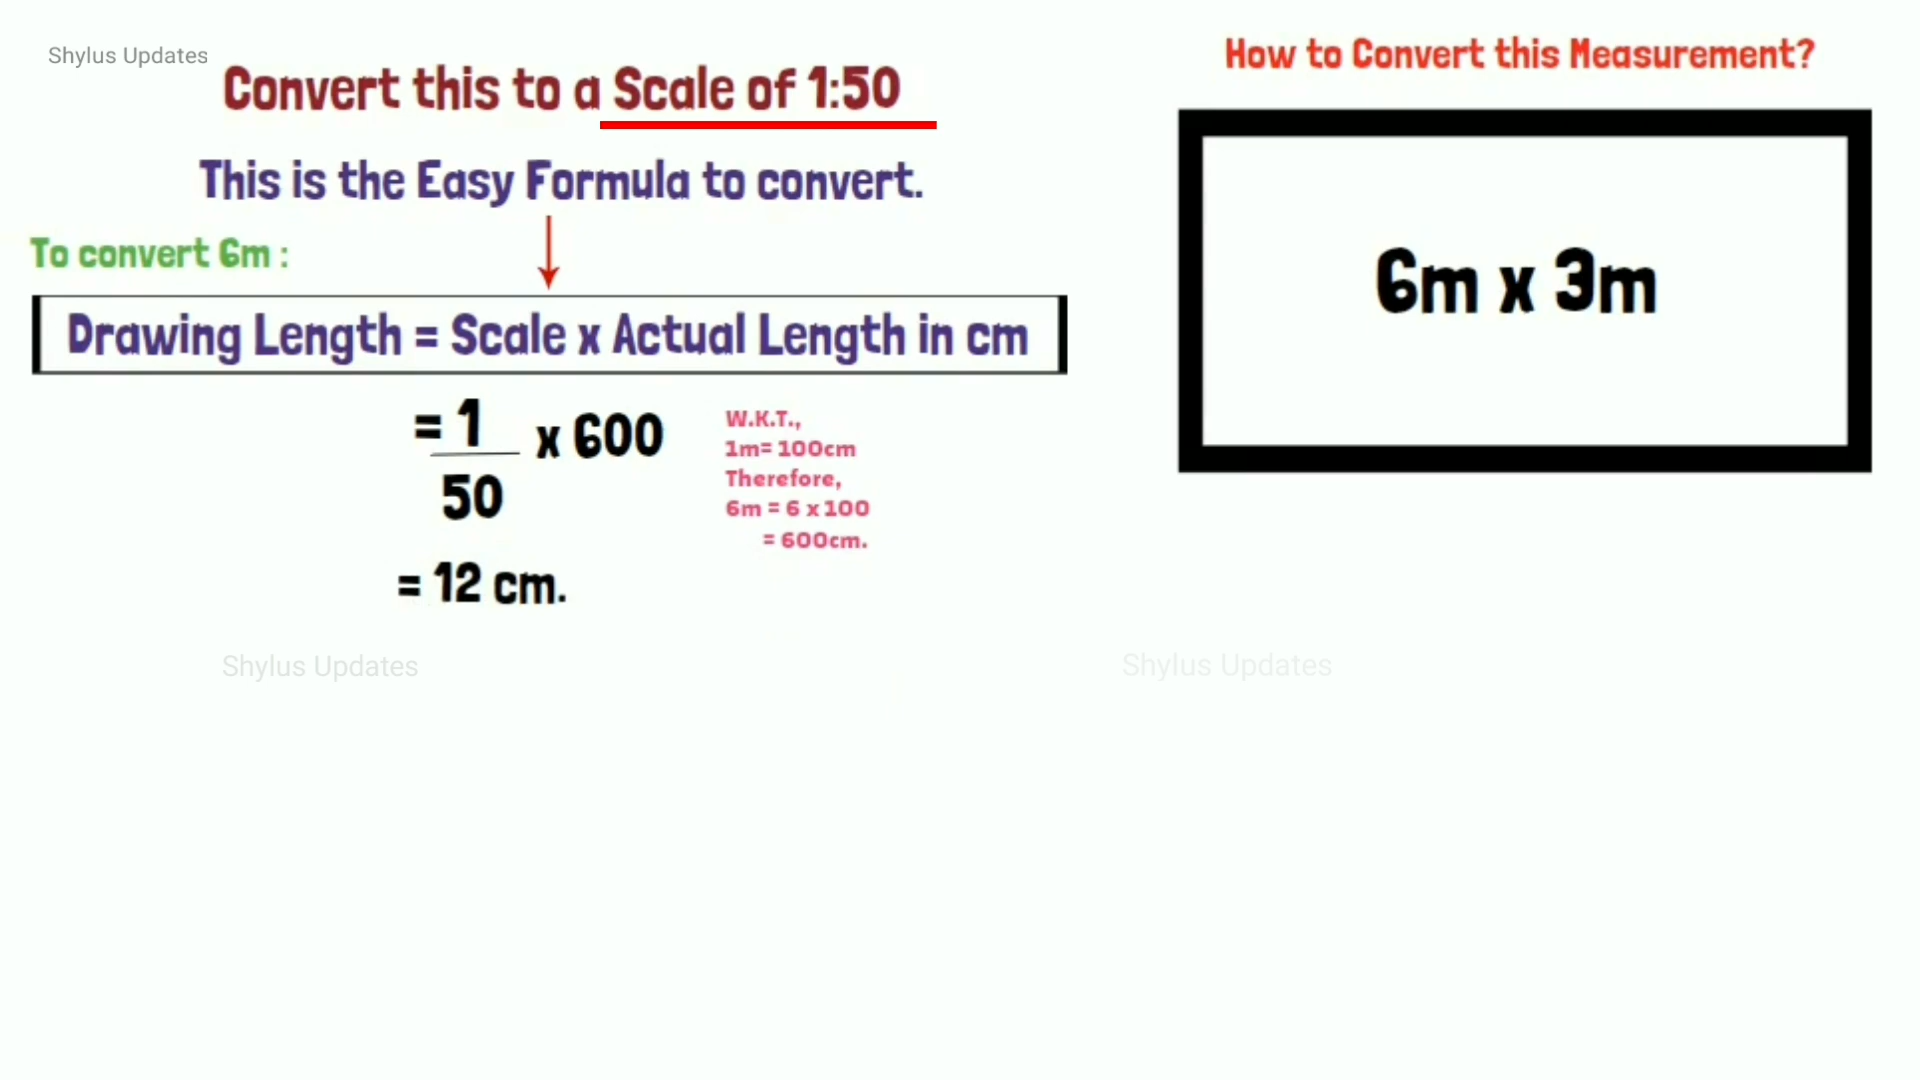 Shylus Updates
Convert this to a Scale of 1:50
This is the Easy Formula to convert.
To convert 6m :
Drawing Length = Scale x Actual Length in cm
= 1
x 600
50
= 12 cm.
W.K.T.,
1m= 100cm
Therefore,
6m = 6 x 100
= 600cm.
How to Convert this Measurement?
6m x 3m
Shylus Updates
Shylus Updates